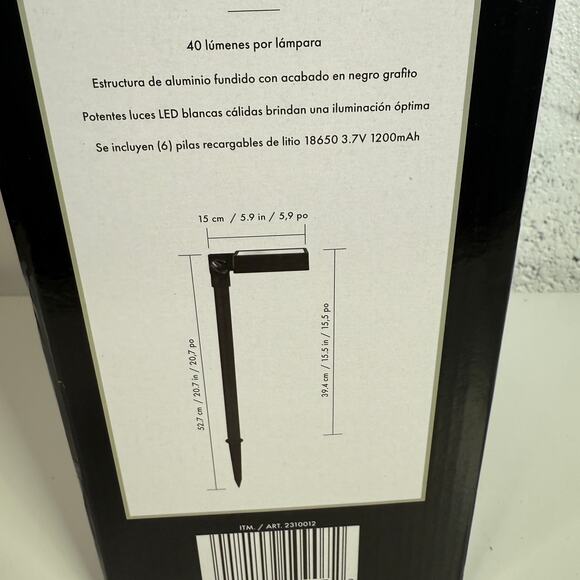 40 lúmenes por lámpara
Estructura de aluminio fundido con acabado en negro grafito
Potentes luces LED blancas cálidas brindan una iluminación óptima
Se incluyen (6) pilas recargables de litio 18650 3.7V 1200mAh
15 cm / 5.9 in / 5,9 po
52.7 cm / 20.7 in / 20,7 po
39.4 cm / 15.5 in / 15,5 po
ITM. / ART. 2310012